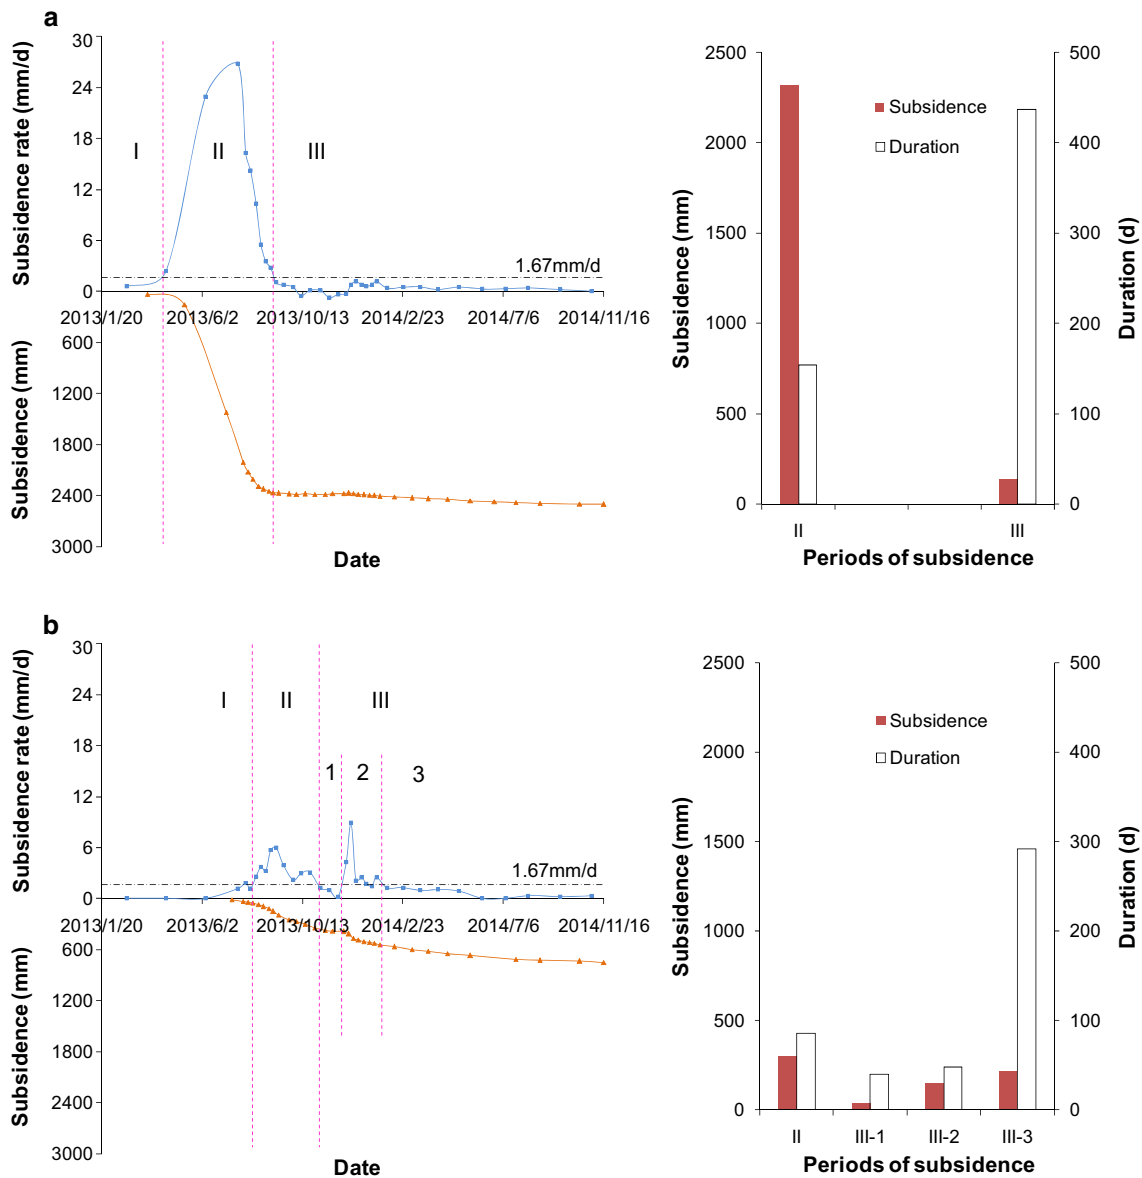 a
Subsidence rate (mm/d)
30
24
18
12
6
0
I
II
III
1.67mm/d
2013/1/20
2013/6/2
2013/10/13
2014/2/23
2014/7/6
2014/11/16
Subsidence (mm)
600
1200
1800
2400
3000
Date
Subsidence (mm)
2500
2000
1500
1000
500
0
Subsidence
Duration
500
400
300
200
100
0
Duration (d)
II
III
Periods of subsidence
b
Subsidence rate (mm/d)
30
24
18
12
6
0
I
II
III
1
2
3
1.67mm/d
2013/1/20
2013/6/2
2013/10/13
2014/2/23
2014/7/6
2014/11/16
Subsidence (mm)
600
1200
1800
2400
3000
Date
Subsidence (mm)
2500
2000
1500
1000
500
0
Subsidence
Duration
500
400
300
200
100
0
Duration (d)
II
III-1
III-2
III-3
Periods of subsidence